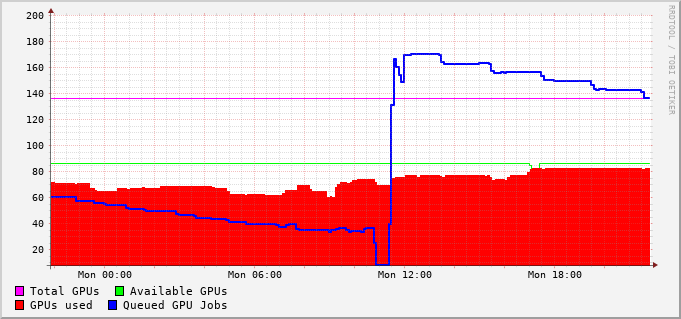 RRDTOOL / TOBI OETIKER
200
180
160
140
120
100
80
60
40
20
Mon 00:00 Mon 06:00 Mon 12:00 Mon 18:00
Total GPUs Available GPUs
GPUs used Queued GPU Jobs